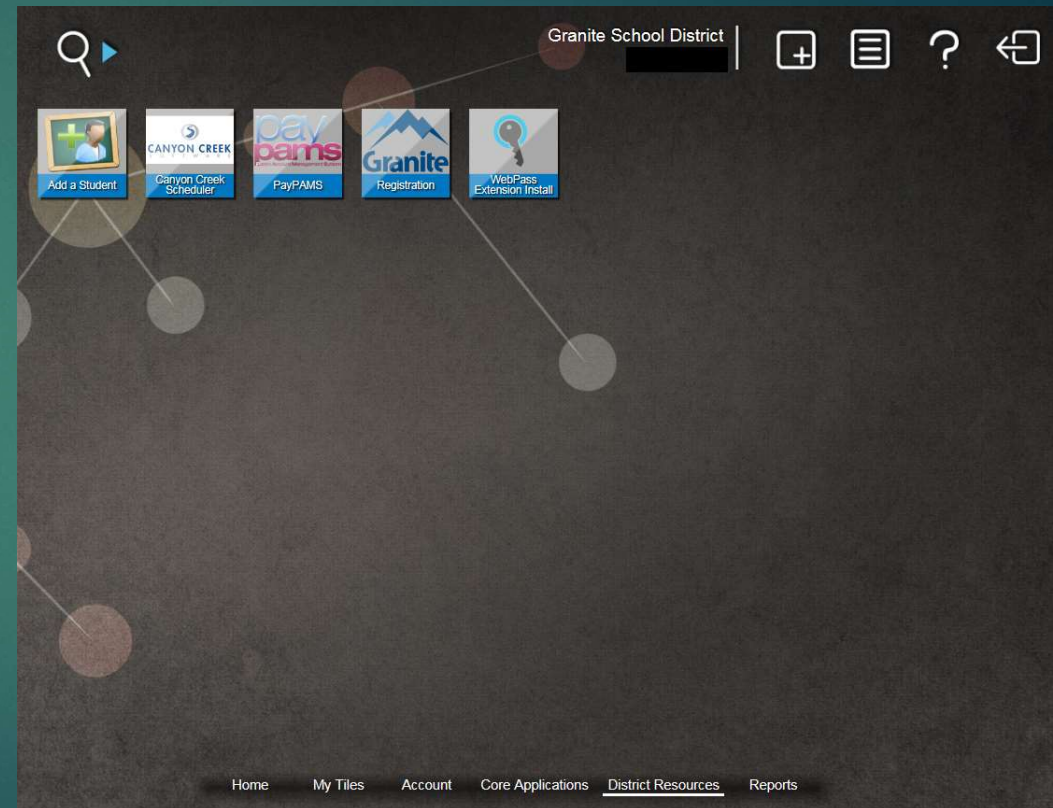 Granite School District
Add a Student
CANYON CREEK
SOFTWARE
Canyon Creek
Scheduler
pay
pams
PayPAMS
Granite
Registration
WebPass
Extension Install
Home
My Tiles
Account
Core Applications
District Resources
Reports